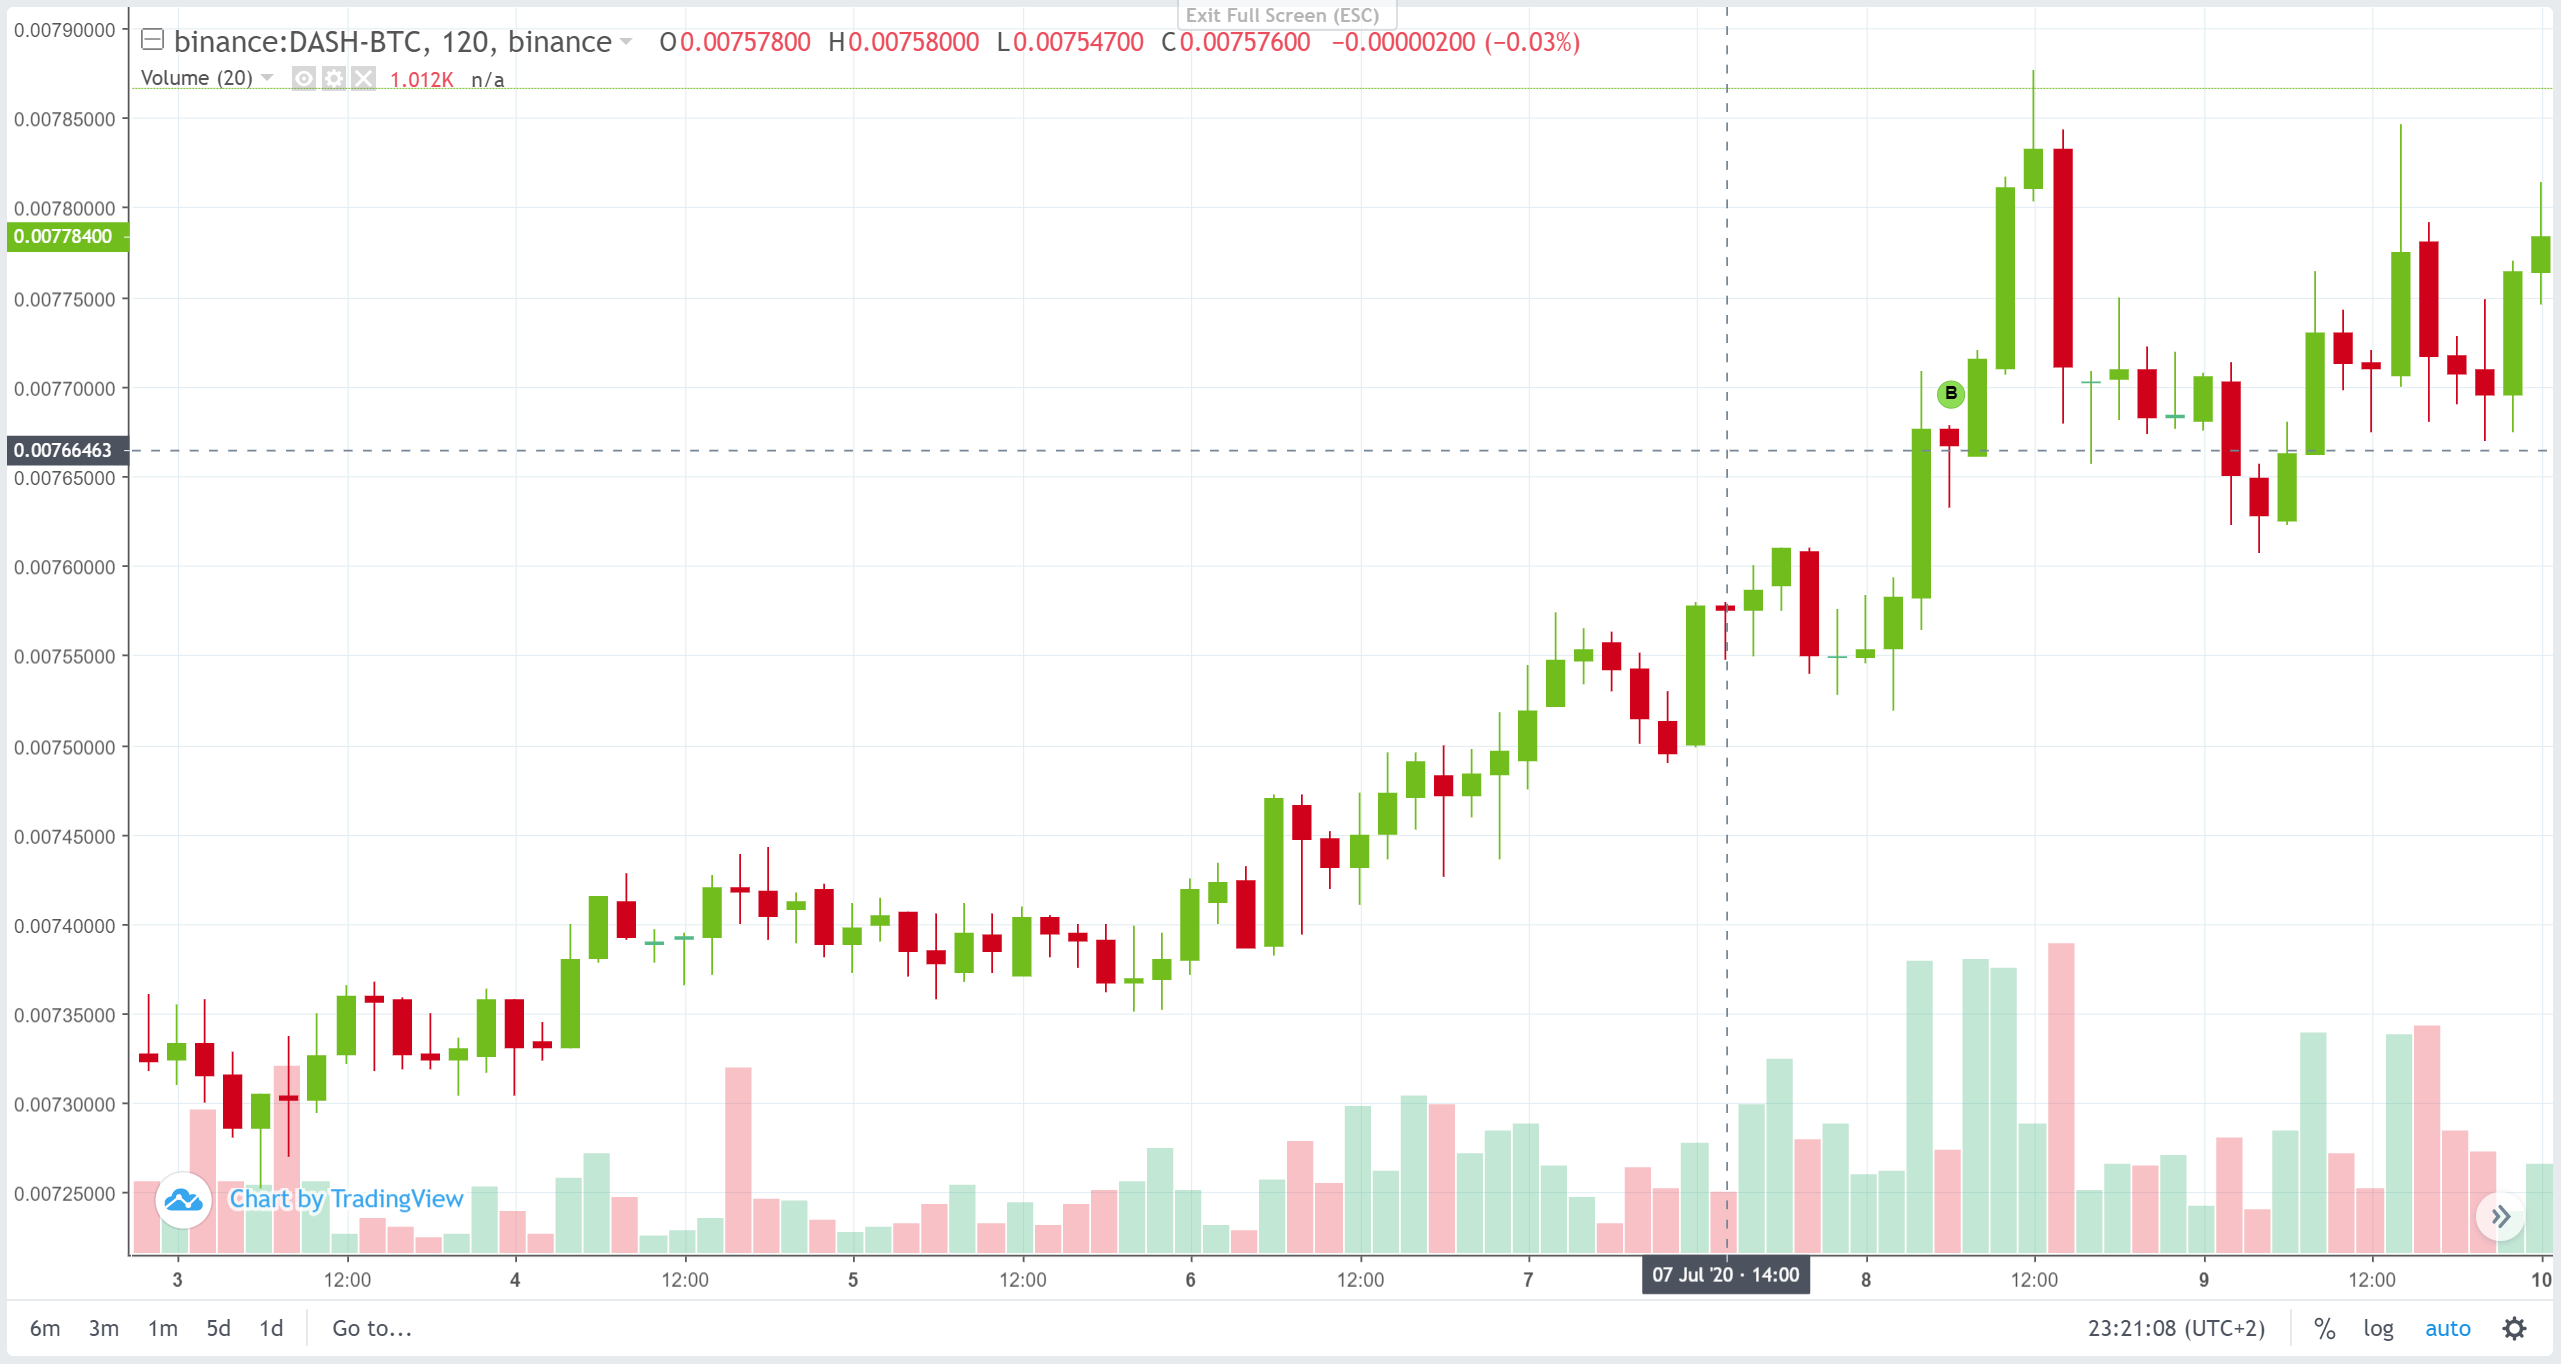 Exit Full Screen (ESC)
binance:DASH-BTC, 120, binance O0.00757800 H0.00758000 L0.00754700 C0.00757600 −0.00000200 (−0.03%)
Volume (20) 1.012K n/a
0.00790000
0.00785000
0.00780000
0.00778400
0.00775000
0.00770000
B
0.00766463
0.00765000
0.00760000
0.00755000
0.00750000
0.00745000
0.00740000
0.00735000
0.00730000
0.00725000
Chart by TradingView
3 12:00 4 12:00 5 12:00 6 12:00 7 07 Jul '20 · 14:00 8 12:00 9 12:00 10
6m 3m 1m 5d 1d Go to... 23:21:08 (UTC+2) % log auto